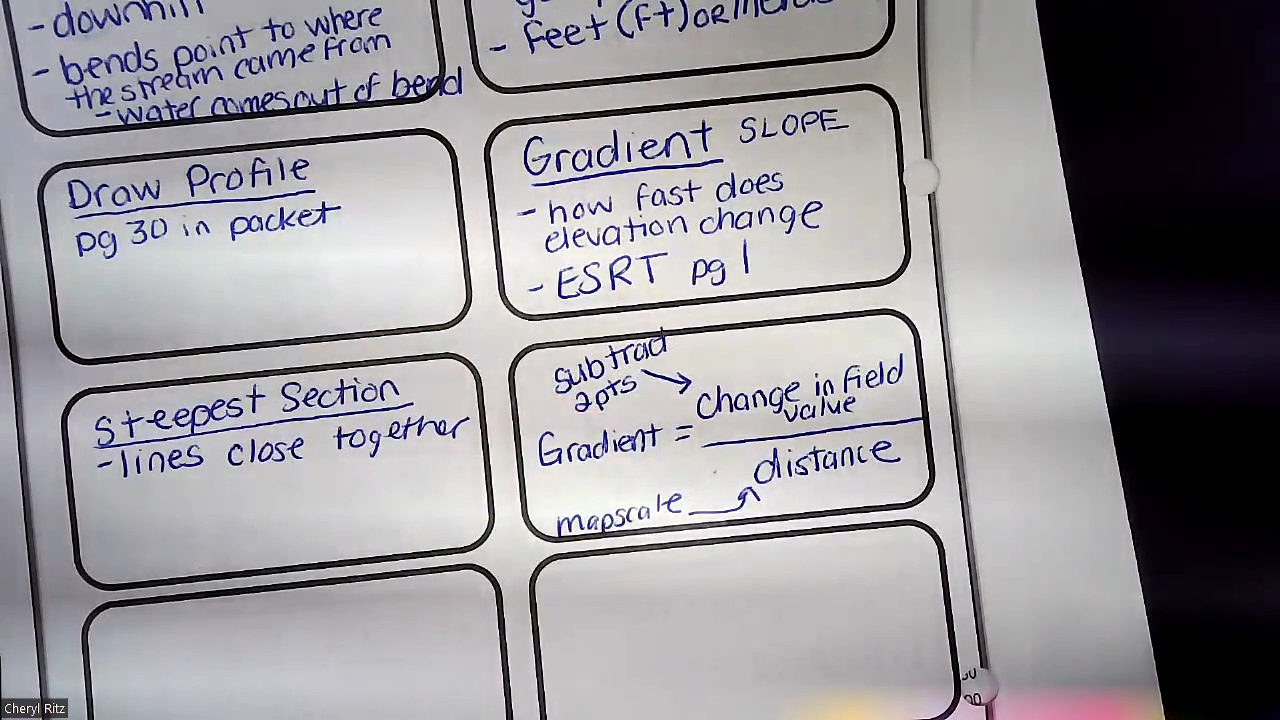 - downhill
- bends point to where
the stream came from
- water comes out of bend
- Feet (ft) OR
Draw Profile
pg 30 in packet
Gradient SLOPE
- how fast does
elevation change
- ESRT pg 1
Steepest Section
- lines close together
subtract
2pts
change in field
value
Gradient =
distance
mapscale
Cheryl Ritz